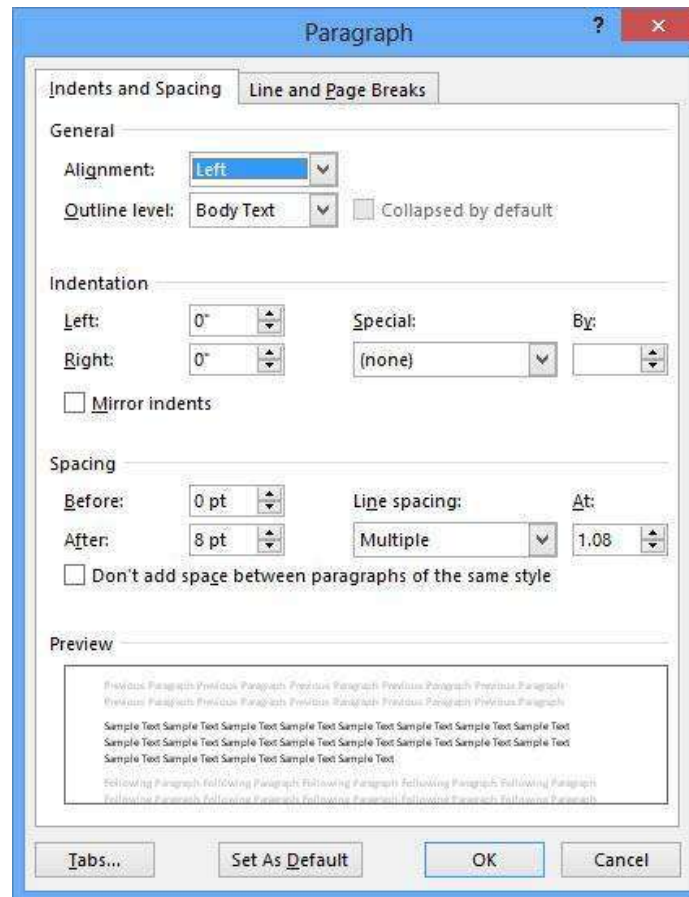 Paragraph ?
Indents and Spacing Line and Page Breaks
General
Alignment: Left
Outline level: Body Text Collapsed by default
Indentation
Left: 0" Special: By:
Right: 0" (none)
Mirror indents
Spacing
Before: 0 pt Line spacing: At:
After: 8 pt Multiple 1.08
Don't add space between paragraphs of the same style
Preview
Previous Paragraph Previous Paragraph Previous Paragraph Previous Paragraph Previous Paragraph
Previous Paragraph Previous Paragraph Previous Paragraph Previous Paragraph Previous Paragraph
Sample Text Sample Text Sample Text Sample Text Sample Text Sample Text Sample Text Sample Text
Sample Text Sample Text Sample Text Sample Text Sample Text Sample Text Sample Text Sample Text
Sample Text Sample Text Sample Text Sample Text Sample Text
Following Paragraph Following Paragraph Following Paragraph Following Paragraph Following Paragraph
Following Paragraph Following Paragraph Following Paragraph Following Paragraph Following Paragraph
Tabs... Set As Default OK Cancel